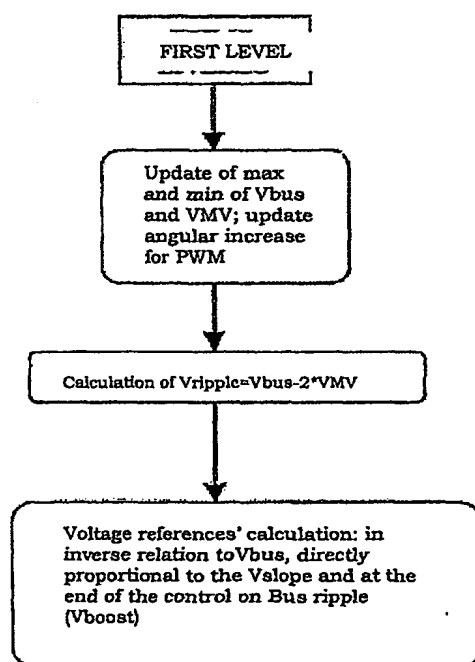 FIRST LEVEL
Update of max
and min of Vbus
and VMV; update
angular increase
for PWM
Calculation of Vripple=Vbus-2*VMV
Voltage references' calculation: in
inverse relation toVbus, directly
proportional to the Vslope and at the
end of the control on Bus ripple
(Vboost)